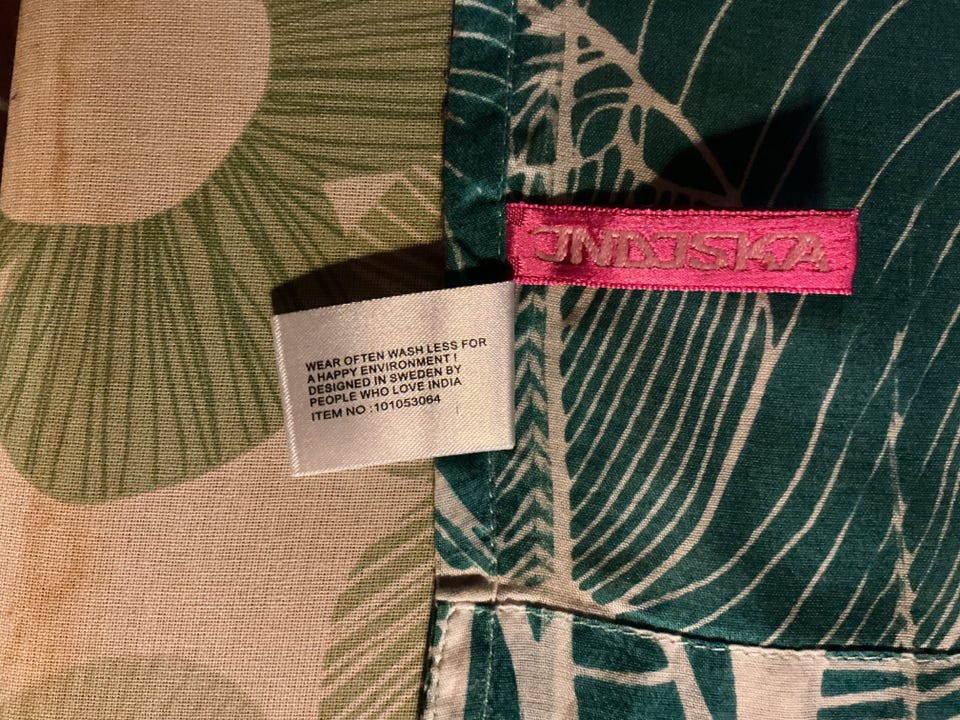 INDISKA
WEAR OFTEN WASH LESS FOR
A HAPPY ENVIRONMENT !
DESIGNED IN SWEDEN BY
PEOPLE WHO LOVE INDIA
ITEM NO :101053064